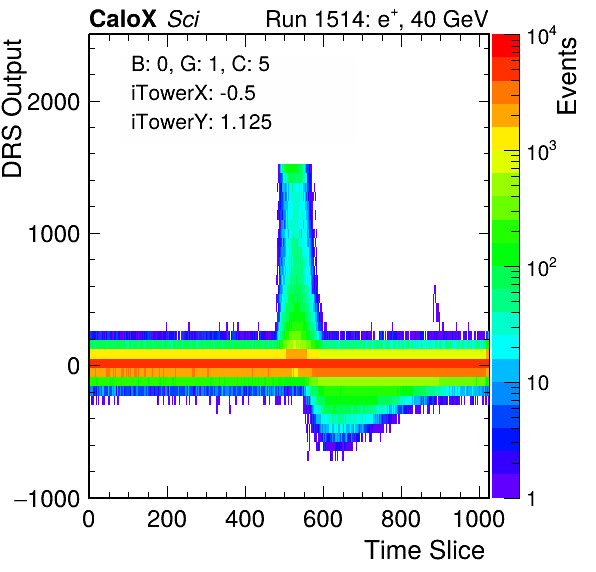 CaloX Sci Run 1514: e⁺, 40 GeV
B: 0, G: 1, C: 5
iTowerX: -0.5
iTowerY: 1.125
DRS Output
2000
1000
0
−1000
0 200 400 600 800 1000
Time Slice
Events
10⁴
10³
10²
10
1